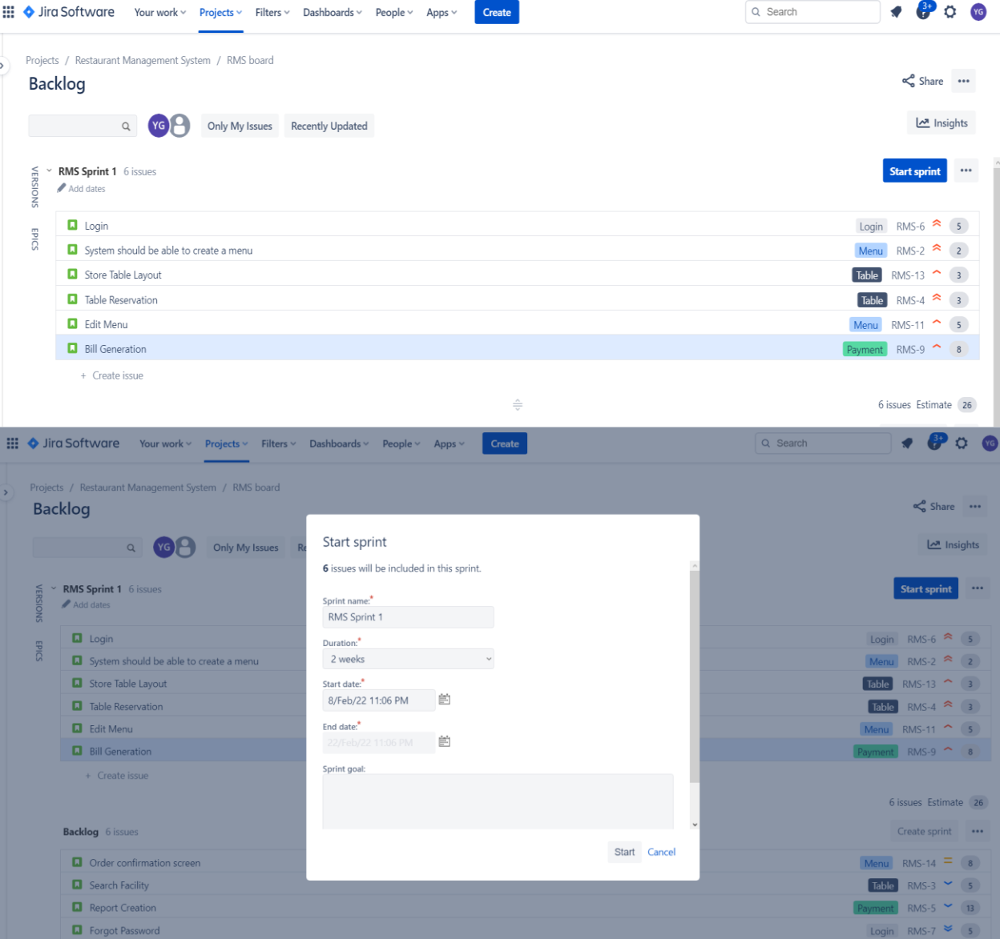 Jira Software Your work Projects Filters Dashboards People Apps Create Search 3+ YG
Projects / Restaurant Management System / RMS board
Backlog
Share
YG Only My Issues Recently Updated Insights
VERSIONS
EPICS
RMS Sprint 1 6 issues Start sprint
Add dates
Login Login RMS-6 5
System should be able to create a menu Menu RMS-2 2
Store Table Layout Table RMS-13 3
Table Reservation Table RMS-4 3
Edit Menu Menu RMS-11 5
Bill Generation Payment RMS-9 8
+ Create issue
6 issues Estimate 26
Jira Software Your work Projects Filters Dashboards People Apps Create Search 3+ YG
Projects / Restaurant Management System / RMS board
Backlog
Share
YG Only My Issues Re Insights
VERSIONS
EPICS
RMS Sprint 1 6 issues Start sprint
Add dates
Login Login RMS-6 5
System should be able to create a menu Menu RMS-2 2
Store Table Layout Table RMS-13 3
Table Reservation Table RMS-4 3
Edit Menu Menu RMS-11 5
Bill Generation Payment RMS-9 8
+ Create issue
6 issues Estimate 26
Backlog 6 issues Create sprint
Order confirmation screen Menu RMS-14 8
Search Facility Table RMS-3 5
Report Creation Payment RMS-5 13
Forgot Password Login RMS-7 5
Start sprint
6 issues will be included in this sprint.
Sprint name:*
RMS Sprint 1
Duration:*
2 weeks
Start date:*
8/Feb/22 11:06 PM
End date:*
22/Feb/22 11:06 PM
Sprint goal:
Start Cancel